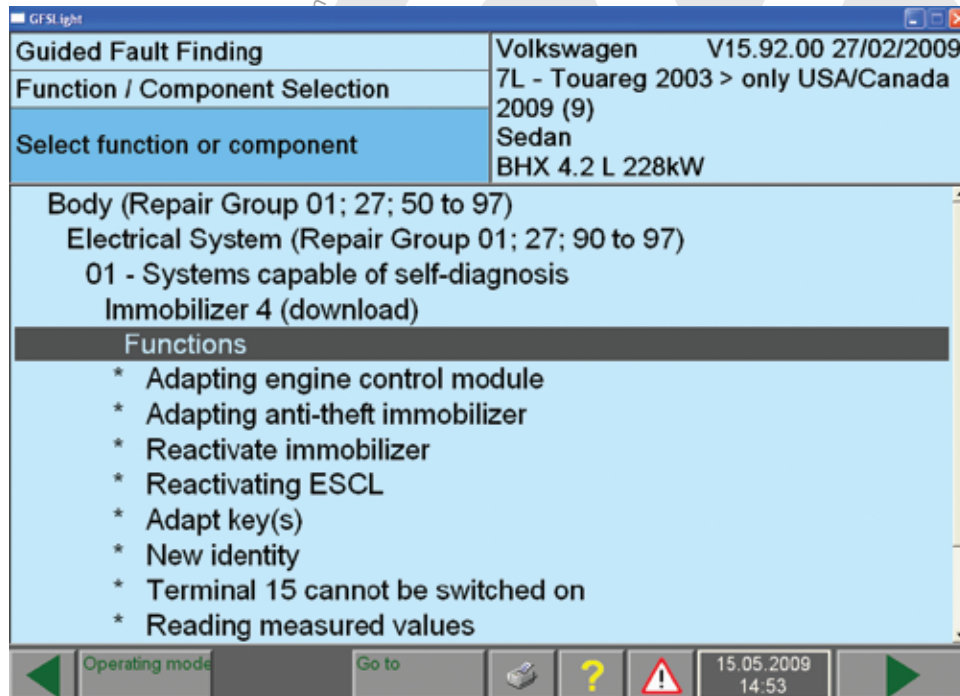 GFSLight
Guided Fault Finding
Function / Component Selection
Select function or component
Volkswagen V15.92.00 27/02/2009
7L - Touareg 2003 > only USA/Canada
2009 (9)
Sedan
BHX 4.2 L 228kW
Body (Repair Group 01; 27; 50 to 97)
Electrical System (Repair Group 01; 27; 90 to 97)
01 - Systems capable of self-diagnosis
Immobilizer 4 (download)
Functions
* Adapting engine control module
* Adapting anti-theft immobilizer
* Reactivate immobilizer
* Reactivating ESCL
* Adapt key(s)
* New identity
* Terminal 15 cannot be switched on
* Reading measured values
Operating mode
Go to
?
!
15.05.2009
14:53